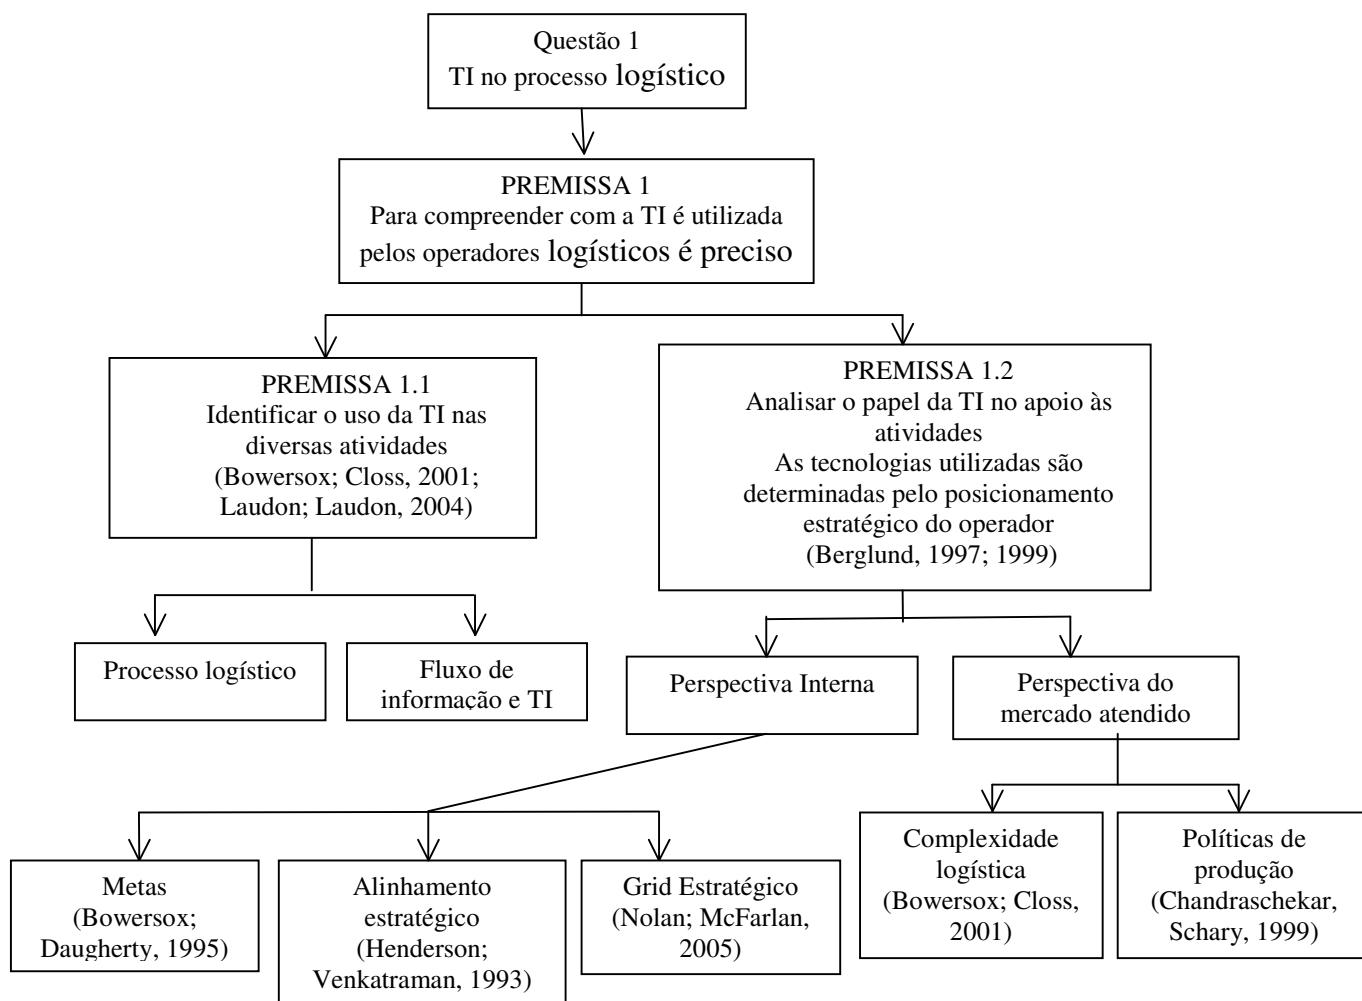 Questão 1
TI no processo logístico
PREMISSA 1
Para compreender com a TI é utilizada
pelos operadores logísticos é preciso
PREMISSA 1.1
Identificar o uso da TI nas
diversas atividades
(Bowersox; Closs, 2001;
Laudon; Laudon, 2004)
PREMISSA 1.2
Analisar o papel da TI no apoio às
atividades
As tecnologias utilizadas são
determinadas pelo posicionamento
estratégico do operador
(Berglund, 1997; 1999)
Processo logístico
Fluxo de
informação e TI
Perspectiva Interna
Perspectiva do
mercado atendido
Metas
(Bowersox;
Daugherty, 1995)
Alinhamento
estratégico
(Henderson;
Venkatraman, 1993)
Grid Estratégico
(Nolan; McFarlan,
2005)
Complexidade
logística
(Bowersox; Closs,
2001)
Políticas de
produção
(Chandraschekar,
Schary, 1999)